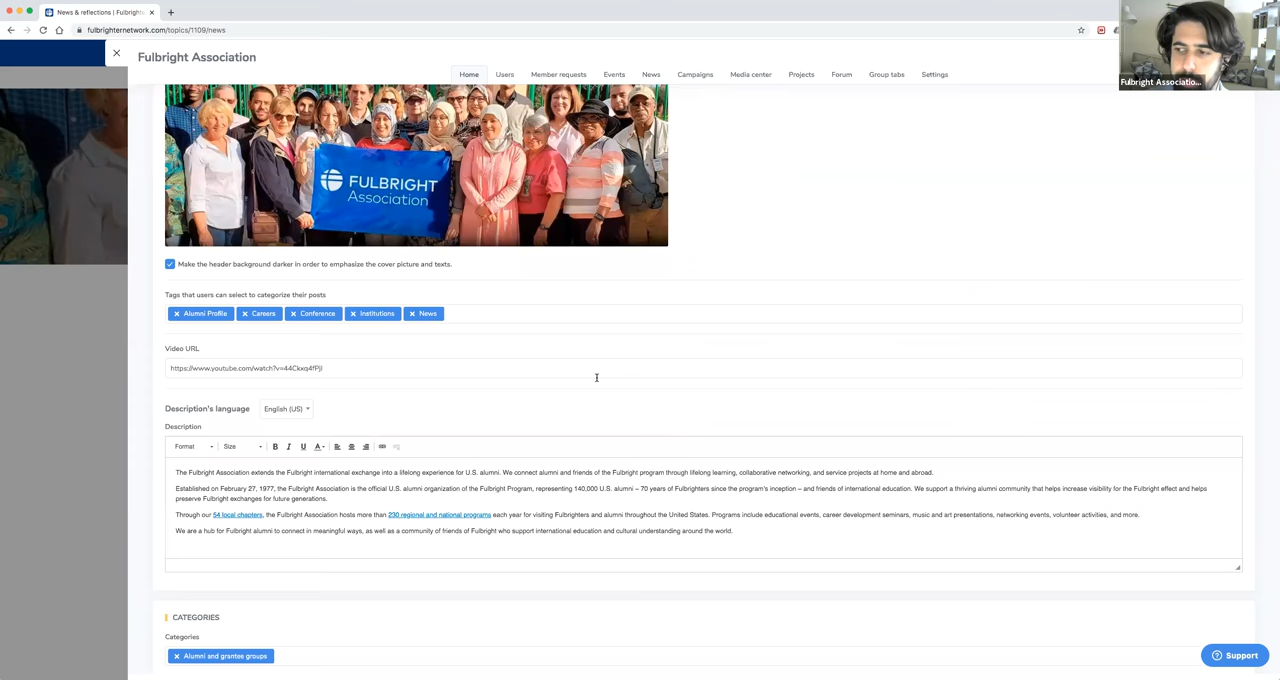 News & reflections | Fulbright
fulbrighternetwork.com/topics/1109/news
Fulbright Association
Home Users Member requests Events News Campaigns Media center Projects Forum Group tabs Settings
Fulbright Associatio...
FULBRIGHT
Association
Make the header background darker in order to emphasize the cover picture and texts.
Tags that users can select to categorize their posts
× Alumni Profile × Careers × Conference × Institutions × News
Video URL
https://www.youtube.com/watch?v=44Ckxq4fPjI
Description's language English (US)
Description
Format Size B I U A
The Fulbright Association extends the Fulbright international exchange into a lifelong experience for U.S. alumni. We connect alumni and friends of the Fulbright program through lifelong learning, collaborative networking, and service projects at home and abroad.
Established on February 27, 1977, the Fulbright Association is the official U.S. alumni organization of the Fulbright Program, representing 140,000 U.S. alumni – 70 years of Fulbrighters since the program's inception – and friends of international education. We support a thriving alumni community that helps increase visibility for the Fulbright effect and helps
preserve Fulbright exchanges for future generations.
Through our 54 local chapters, the Fulbright Association hosts more than 230 regional and national programs each year for visiting Fulbrighters and alumni throughout the United States. Programs include educational events, career development seminars, music and art presentations, networking events, volunteer activities, and more.
We are a hub for Fulbright alumni to connect in meaningful ways, as well as a community of friends of Fulbright who support international education and cultural understanding around the world.
CATEGORIES
Categories
× Alumni and grantee groups
Support